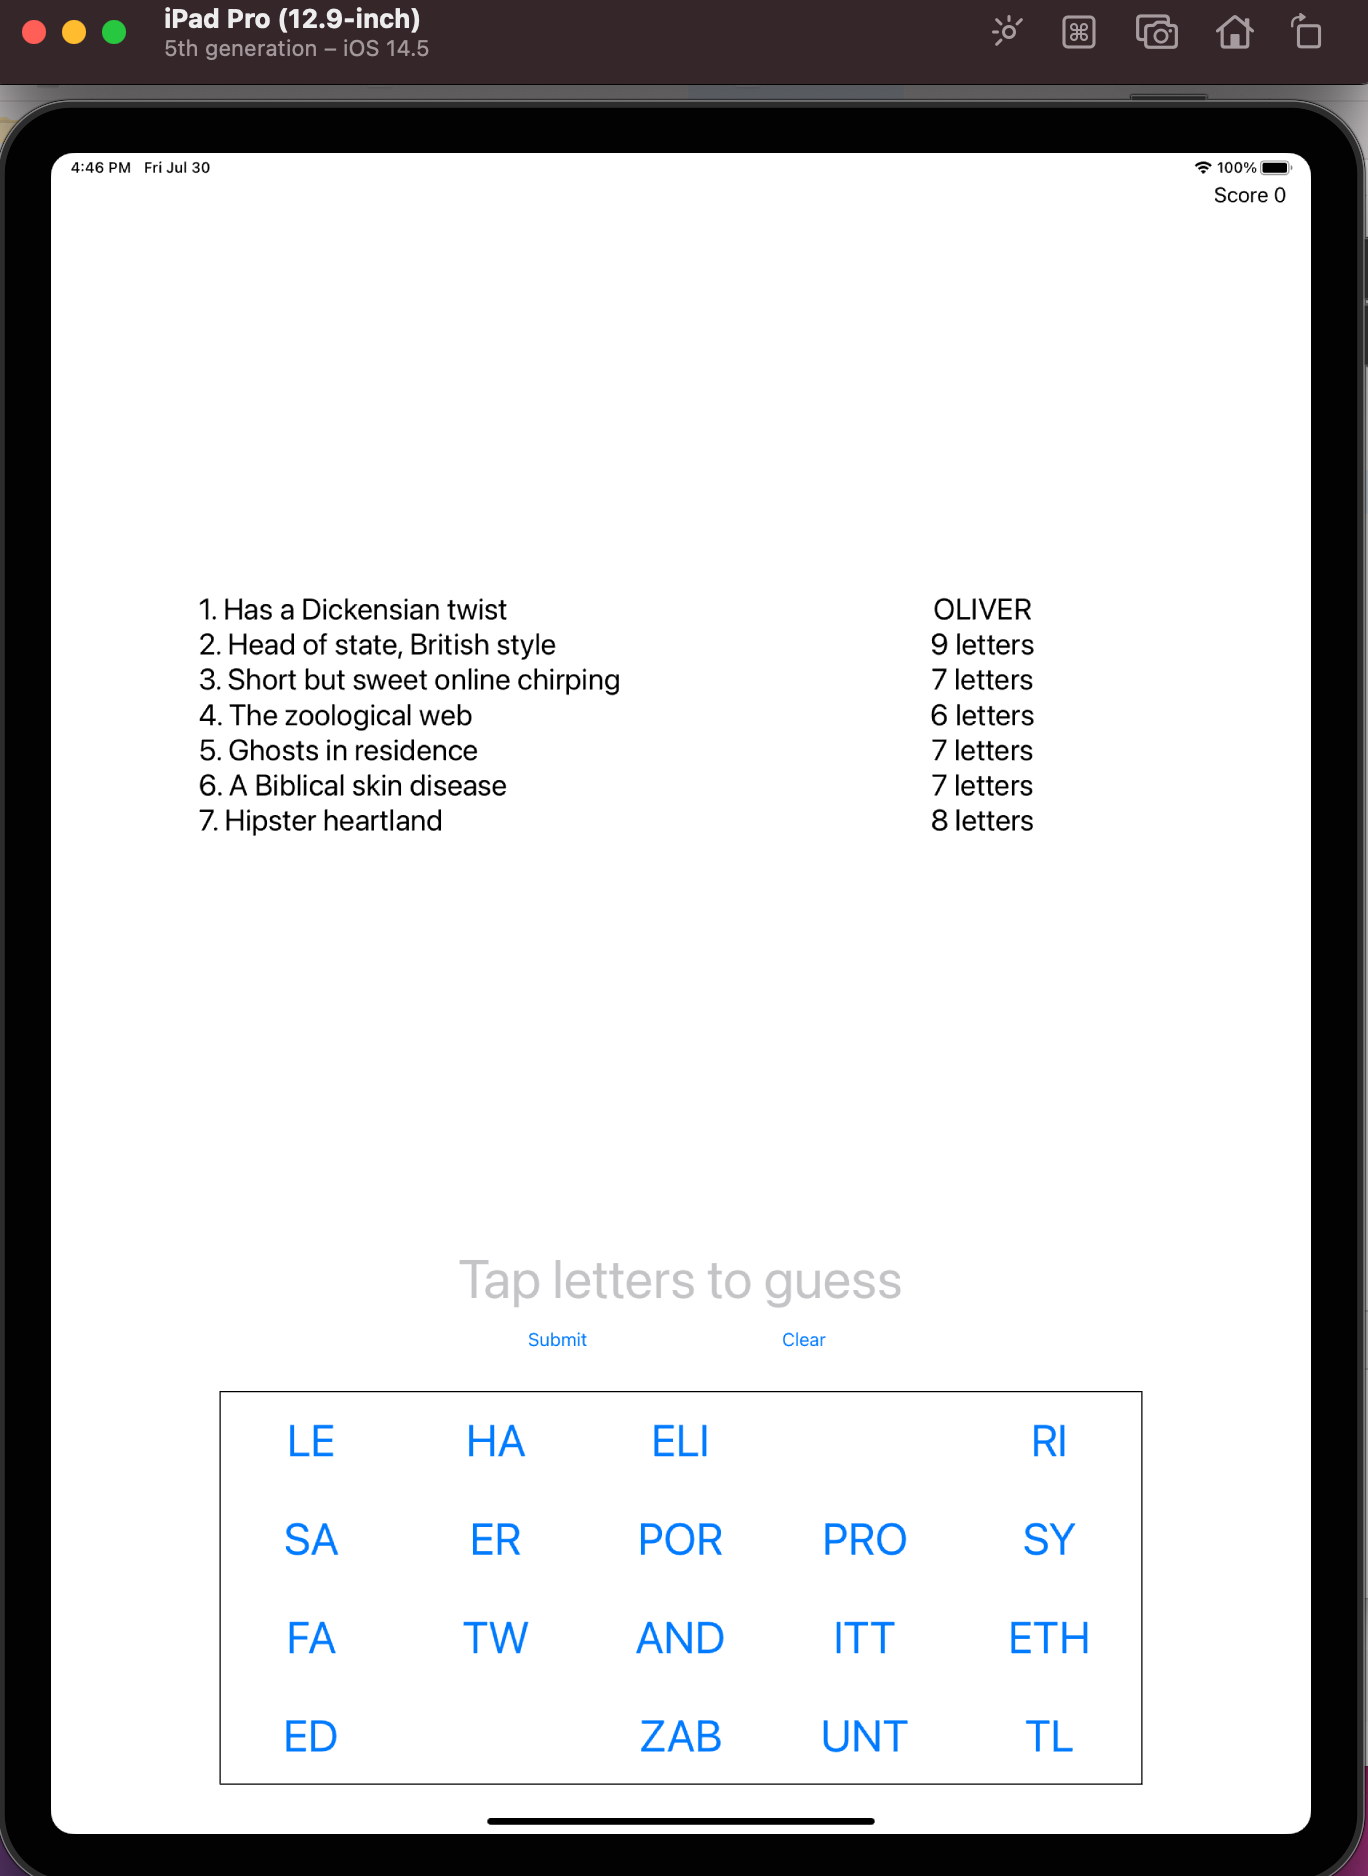 iPad Pro (12.9-inch)
5th generation – iOS 14.5
4:46 PM Fri Jul 30
100%
Score 0
1. Has a Dickensian twist OLIVER
2. Head of state, British style 9 letters
3. Short but sweet online chirping 7 letters
4. The zoological web 6 letters
5. Ghosts in residence 7 letters
6. A Biblical skin disease 7 letters
7. Hipster heartland 8 letters
Tap letters to guess
Submit Clear
LE HA ELI RI
SA ER POR PRO SY
FA TW AND ITT ETH
ED ZAB UNT TL